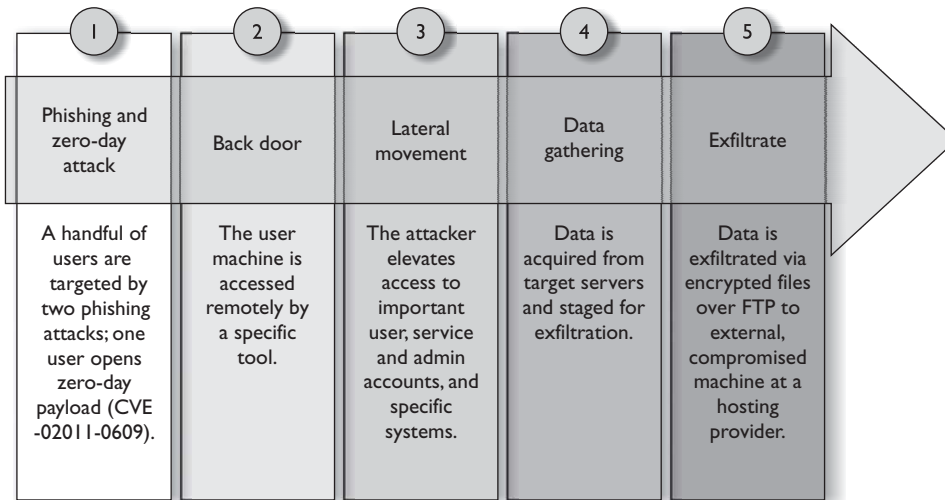 1
Phishing and
zero-day
attack
A handful of
users are
targeted by
two phishing
attacks; one
user opens
zero-day
payload (CVE
-02011-0609).
2
Back door
The user
machine is
accessed
remotely by
a specific
tool.
3
Lateral
movement
The attacker
elevates
access to
important
user, service
and admin
accounts, and
specific
systems.
4
Data
gathering
Data is
acquired from
target servers
and staged for
exfiltration.
5
Exfiltrate
Data is
exfiltrated via
encrypted files
over FTP to
external,
compromised
machine at a
hosting
provider.